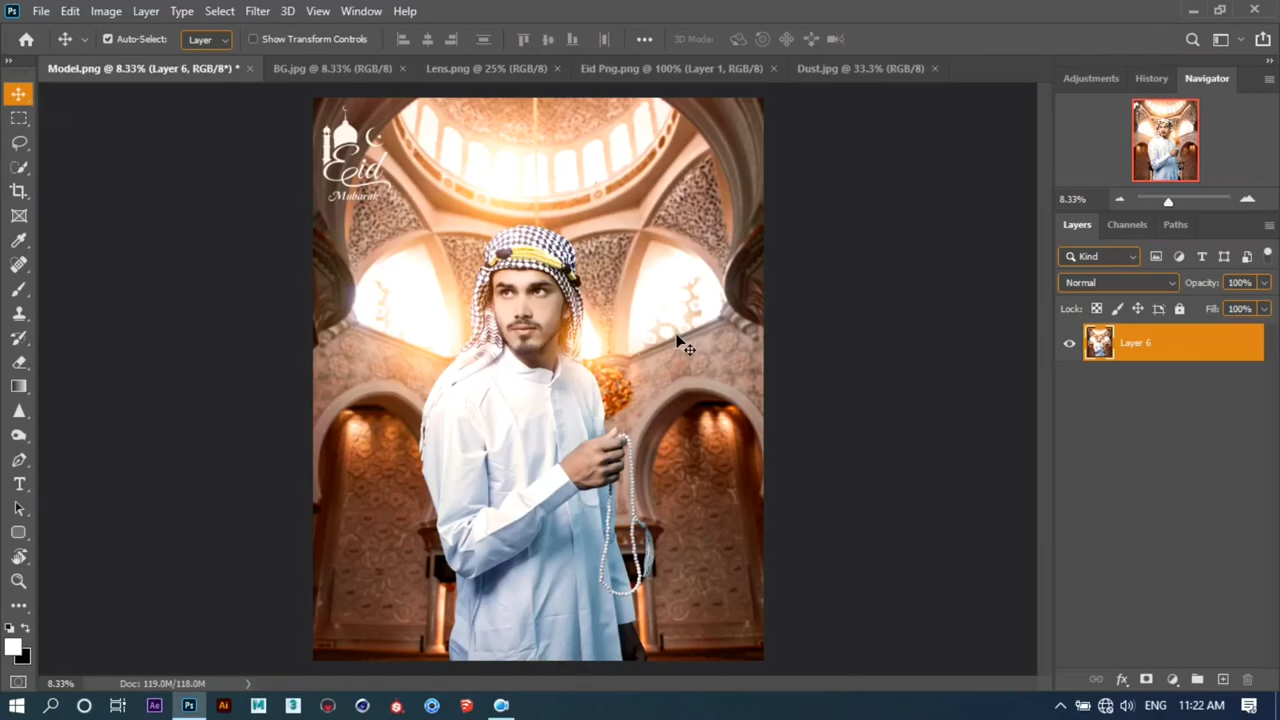 Ps File Edit Image Layer Type Select Filter 3D View Window Help
Auto-Select: Layer Show Transform Controls 3D Mode:
Model.png @ 8.33% (Layer 6, RGB/8*) * BG.jpg @ 8.33% (RGB/8) Lens.png @ 25% (RGB/8) Eid Png.png @ 100% (Layer 1, RGB/8) Dust.jpg @ 33.3% (RGB/8)
Adjustments History Navigator
8.33%
Layers Channels Paths
Kind
Normal Opacity: 100%
Lock: Fill: 100%
Layer 6
Eid
Mubarak
8.33% Doc: 119.0M/118.0M
Ae Ps Ai M 3 ENG 11:22 AM